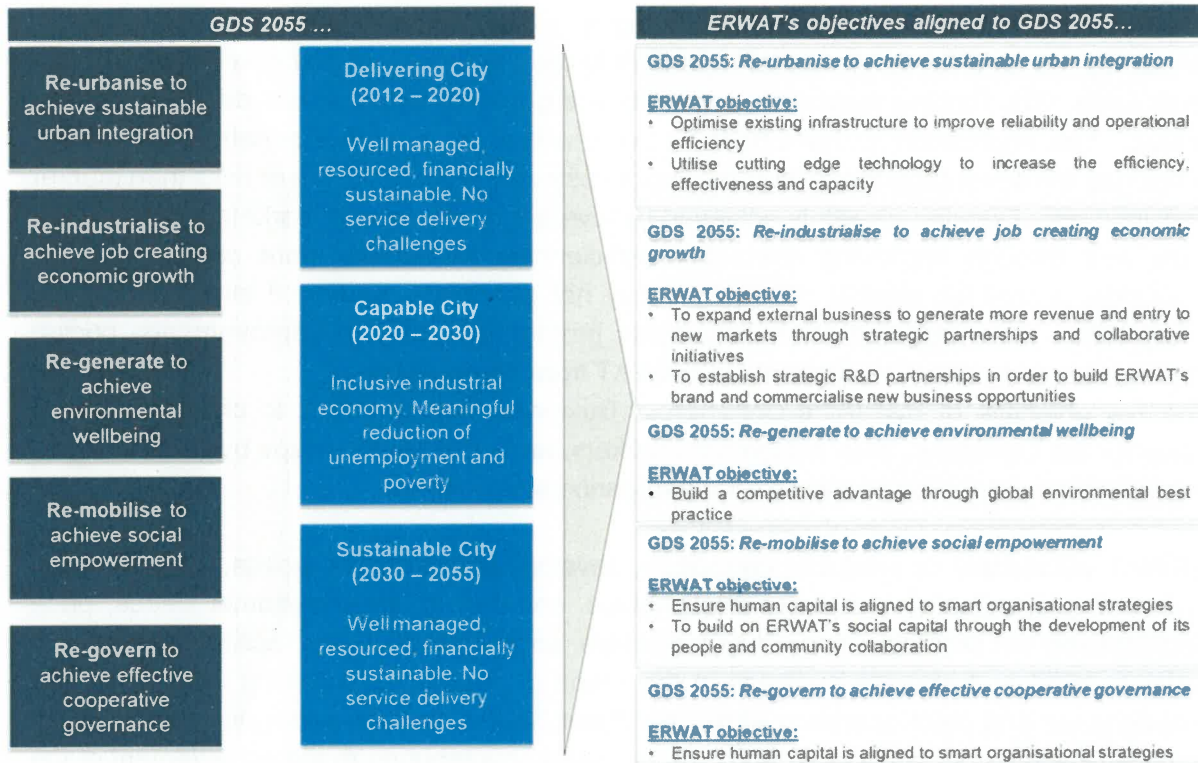 GDS 2055 ...
Re-urbanise to
achieve sustainable
urban integration
Re-industrialise to
achieve job creating
economic growth
Re-generate to
achieve
environmental
wellbeing
Re-mobilise to
achieve social
empowerment
Re-govern to
achieve effective
cooperative
governance
Delivering City
(2012 – 2020)
Well managed,
resourced, financially
sustainable. No
service delivery
challenges
Capable City
(2020 – 2030)
Inclusive industrial
economy. Meaningful
reduction of
unemployment and
poverty
Sustainable City
(2030 – 2055)
Well managed,
resourced, financially
sustainable. No
service delivery
challenges
ERWAT's objectives aligned to GDS 2055...
GDS 2055: Re-urbanise to achieve sustainable urban integration
ERWAT objective:
• Optimise existing infrastructure to improve reliability and operational
efficiency
• Utilise cutting edge technology to increase the efficiency,
effectiveness and capacity
GDS 2055: Re-industrialise to achieve job creating economic
growth
ERWAT objective:
• To expand external business to generate more revenue and entry to
new markets through strategic partnerships and collaborative
initiatives
• To establish strategic R&D partnerships in order to build ERWAT's
brand and commercialise new business opportunities
GDS 2055: Re-generate to achieve environmental wellbeing
ERWAT objective:
• Build a competitive advantage through global environmental best
practice
GDS 2055: Re-mobilise to achieve social empowerment
ERWAT objective:
• Ensure human capital is aligned to smart organisational strategies
• To build on ERWAT's social capital through the development of its
people and community collaboration
GDS 2055: Re-govern to achieve effective cooperative governance
ERWAT objective:
• Ensure human capital is aligned to smart organisational strategies